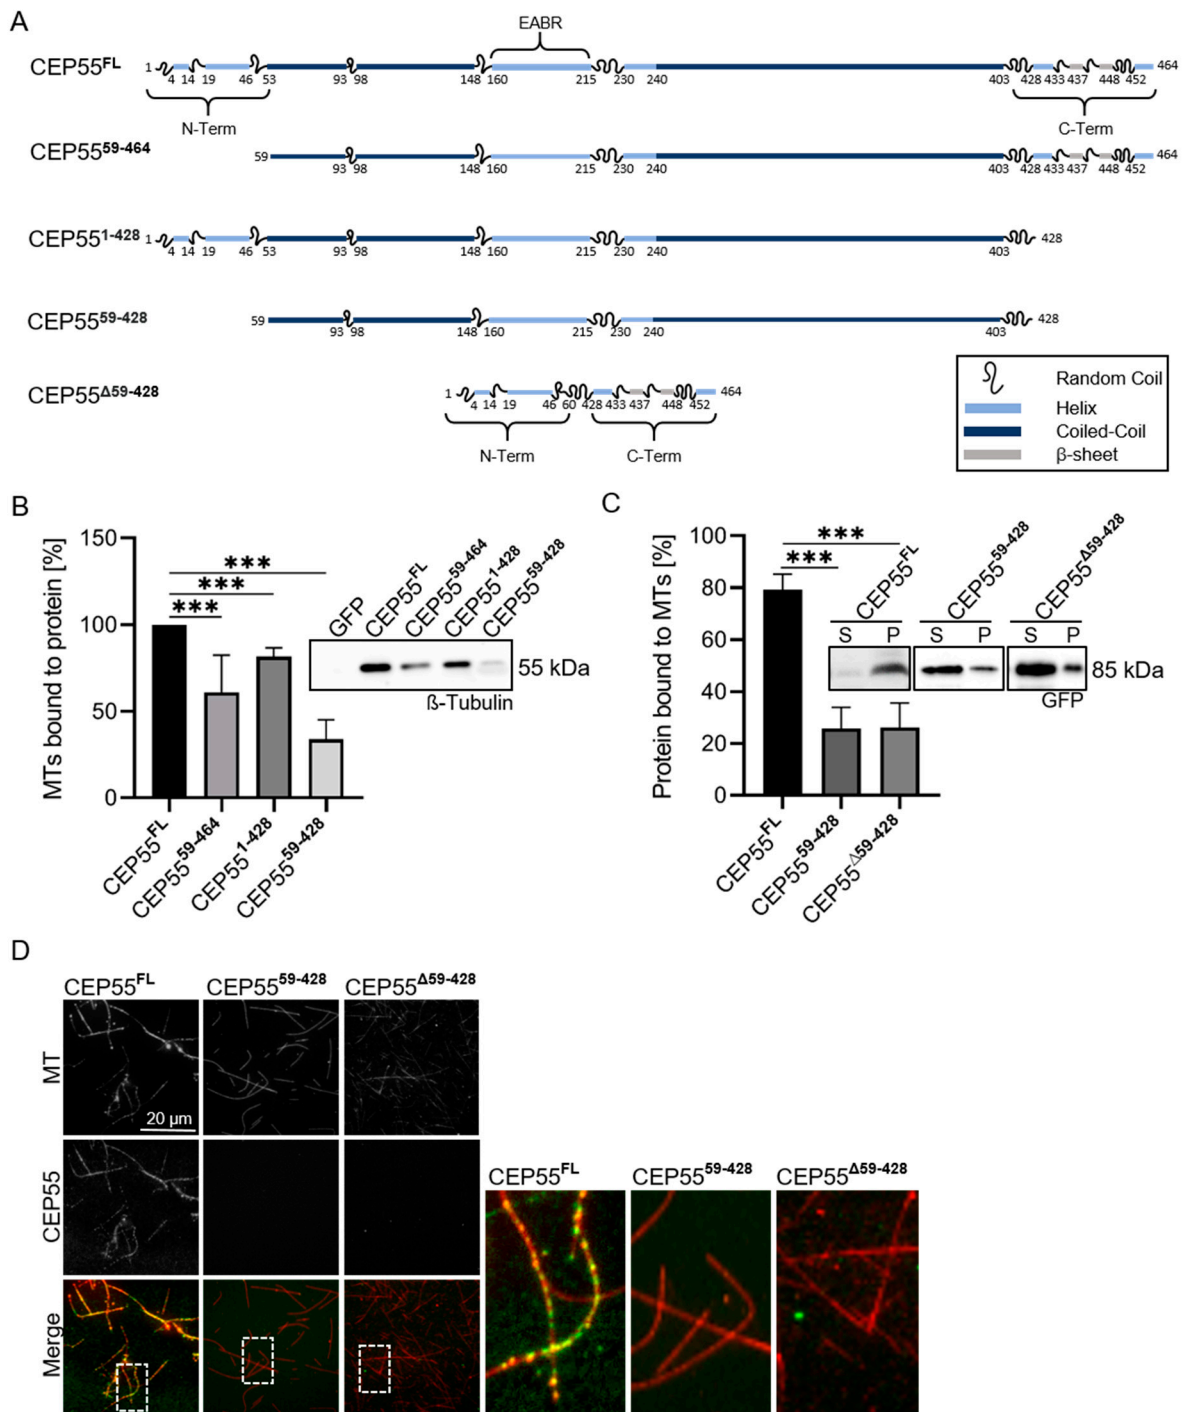 A
EABR
CEP55FL
1
4 14 19 46 53 93 98 148 160 215 230 240 403 428 433 437 448 452
464
N-Term
C-Term
CEP5559-464
59
93 98 148 160 215 230 240 403 428 433 437 448 452
464
CEP551-428
1
4 14 19 46 53 93 98 148 160 215 230 240 403
428
CEP5559-428
59
93 98 148 160 215 230 240 403
428
CEP55Δ59-428
1
4 14 19 46 60 428 433 437 448 452
464
N-Term
C-Term
Random Coil
Helix
Coiled-Coil
β-sheet
B
MTs bound to protein [%]
150
100
50
0
***
***
***
CEP55FL
CEP5559-464
CEP551-428
CEP5559-428
GFP
CEP55FL
CEP5559-464
CEP551-428
CEP5559-428
55 kDa
ß-Tubulin
C
Protein bound to MTs [%]
100
80
60
40
20
0
***
***
CEP55FL
CEP5559-428
CEP55Δ59-428
CEP55FL
CEP5559-428
CEP55Δ59-428
S P S P S P
85 kDa
GFP
D
CEP55FL CEP5559-428 CEP55Δ59-428
MT
20 µm
CEP55
Merge
CEP55FL CEP5559-428 CEP55Δ59-428